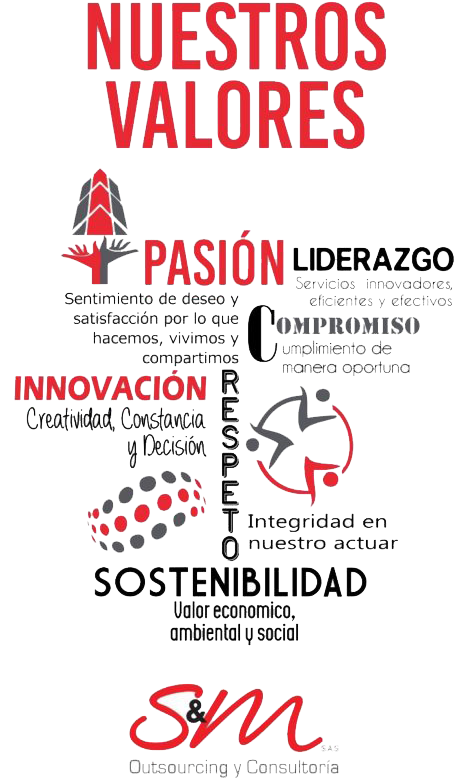 NUESTROS
VALORES
PASIÓN
Sentimiento de deseo y
satisfacción por lo que
hacemos, vivimos y
compartimos
LIDERAZGO
Servicios innovadores,
eficientes y efectivos
COMPROMISO
umplimiento de
manera oportuna
INNOVACIÓN
Creatividad, Constancia
y Decisión
RESPETO
Integridad en
nuestro actuar
SOSTENIBILIDAD
Valor economico,
ambiental y social
S&M
S.A.S
Outsourcing y Consultoría